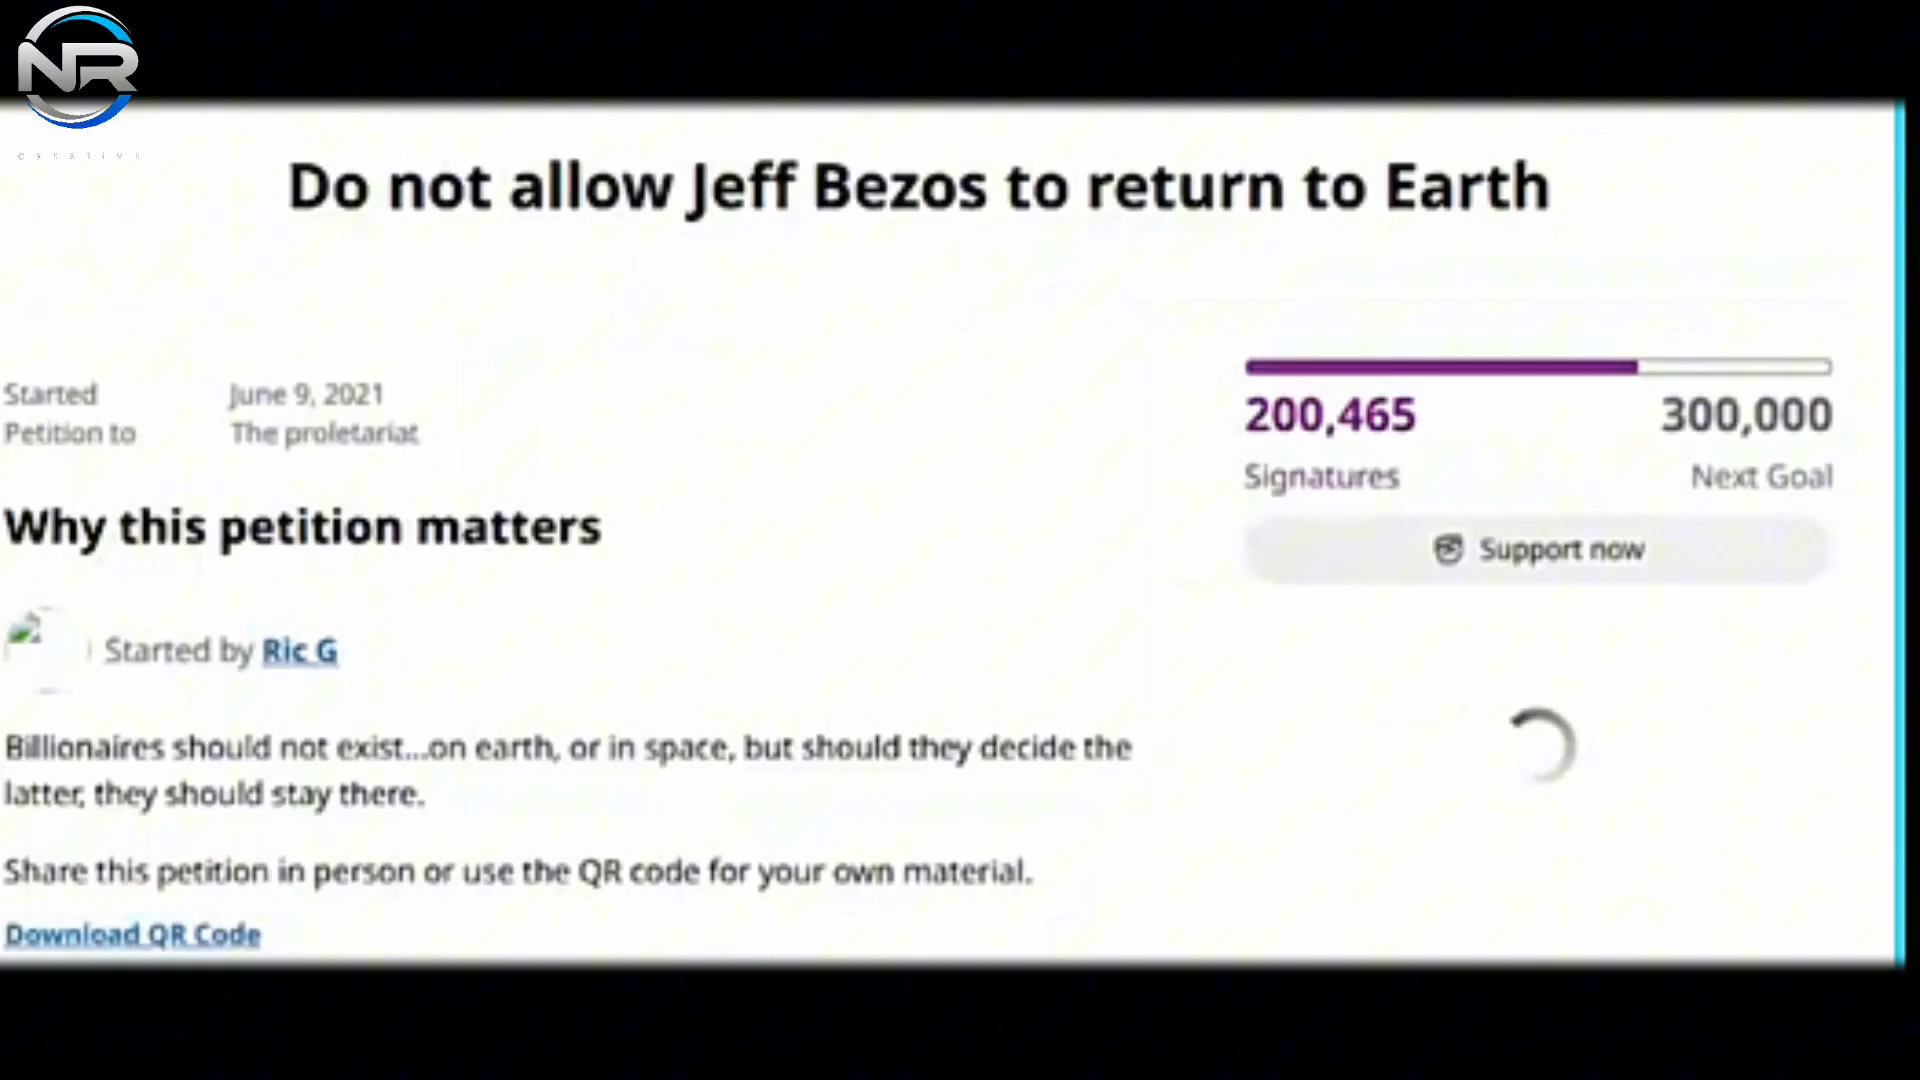 NR
CREATIVE
Do not allow Jeff Bezos to return to Earth
Started June 9, 2021
Petition to The proletariat
200,465 300,000
Signatures Next Goal
Support now
Why this petition matters
Started by Ric G
Billionaires should not exist...on earth, or in space, but should they decide the
latter, they should stay there.
Share this petition in person or use the QR code for your own material.
Download QR Code